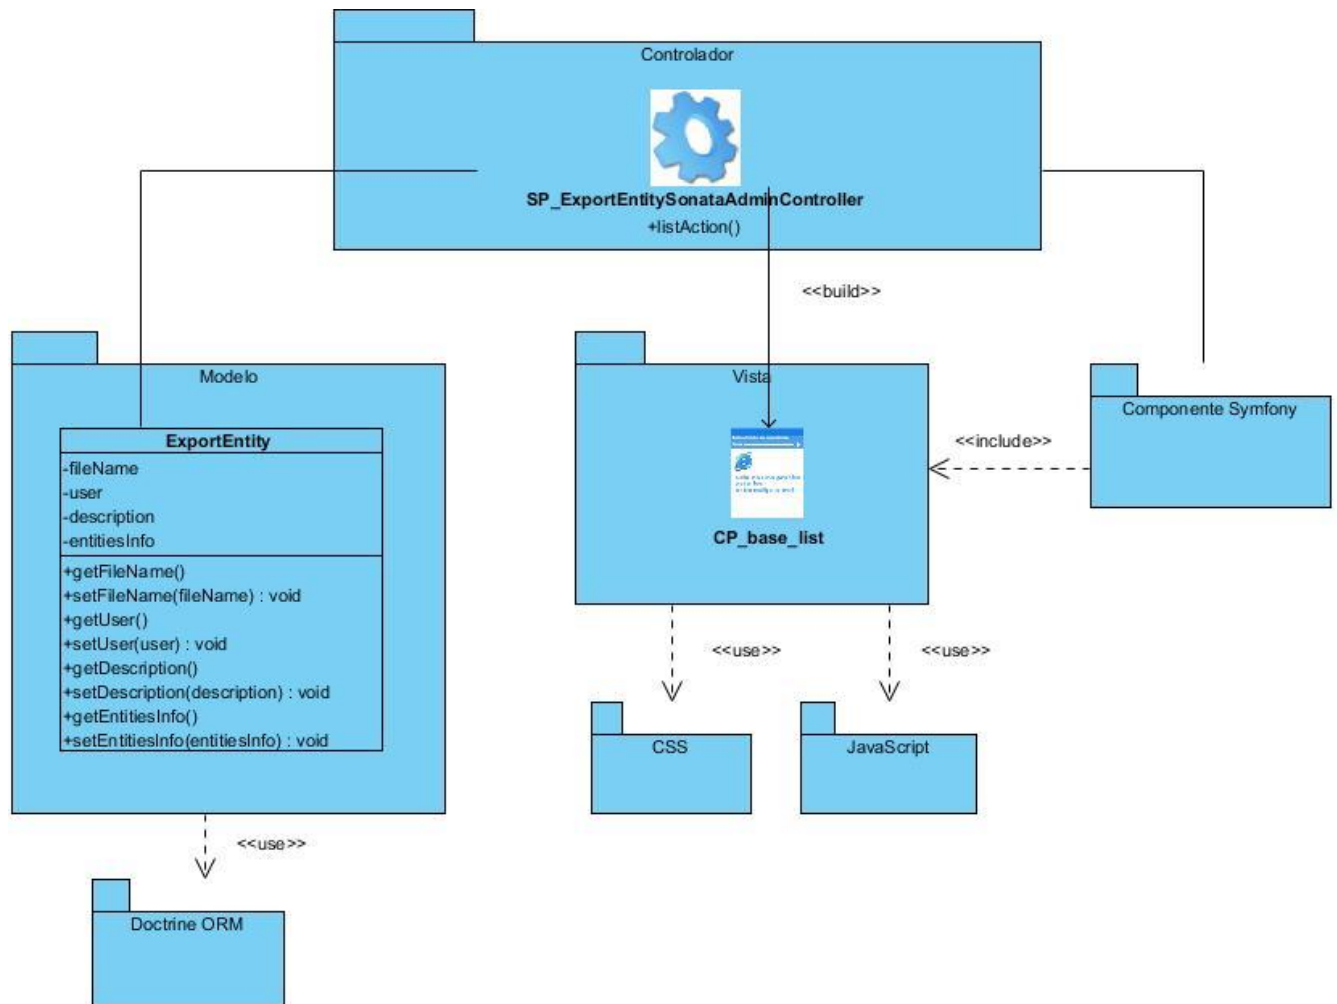 Controlador
SP_ExportEntitySonataAdminController
+listAction()
<<build>>
Modelo
ExportEntity
-fileName
-user
-description
-entitiesInfo
+getFileName()
+setFileName(fileName) : void
+getUser()
+setUser(user) : void
+getDescription()
+setDescription(description) : void
+getEntitiesInfo()
+setEntitiesInfo(entitiesInfo) : void
Vista
CP_base_list
<<include>>
Componente Symfony
<<use>>
<<use>>
CSS
JavaScript
<<use>>
Doctrine ORM